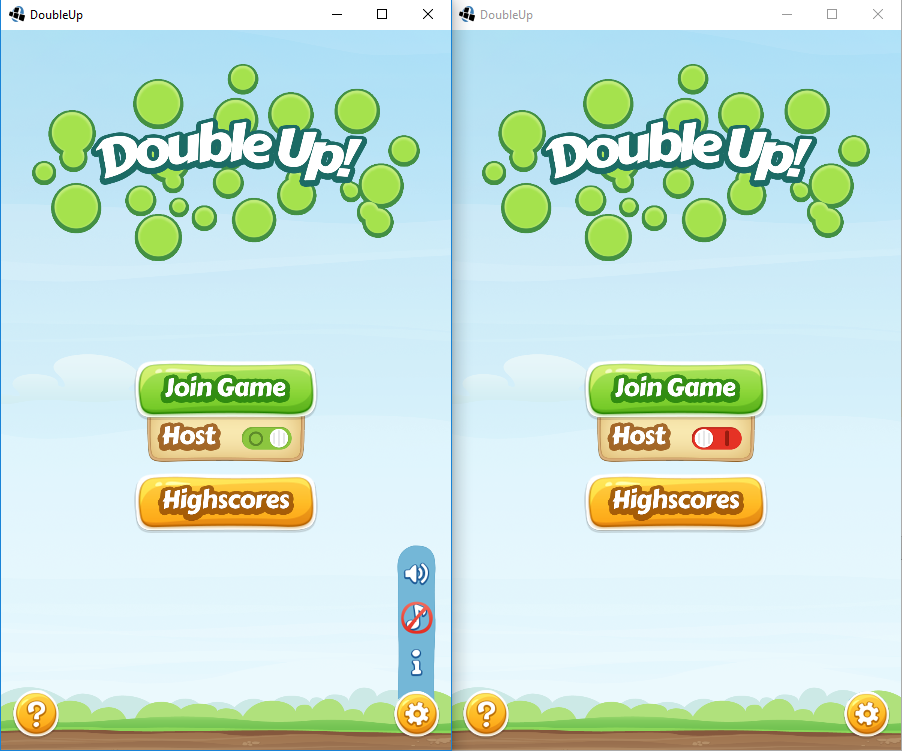 DoubleUp
Double Up!
Join Game
Host
Highscores
i
?
DoubleUp
Double Up!
Join Game
Host
Highscores
?